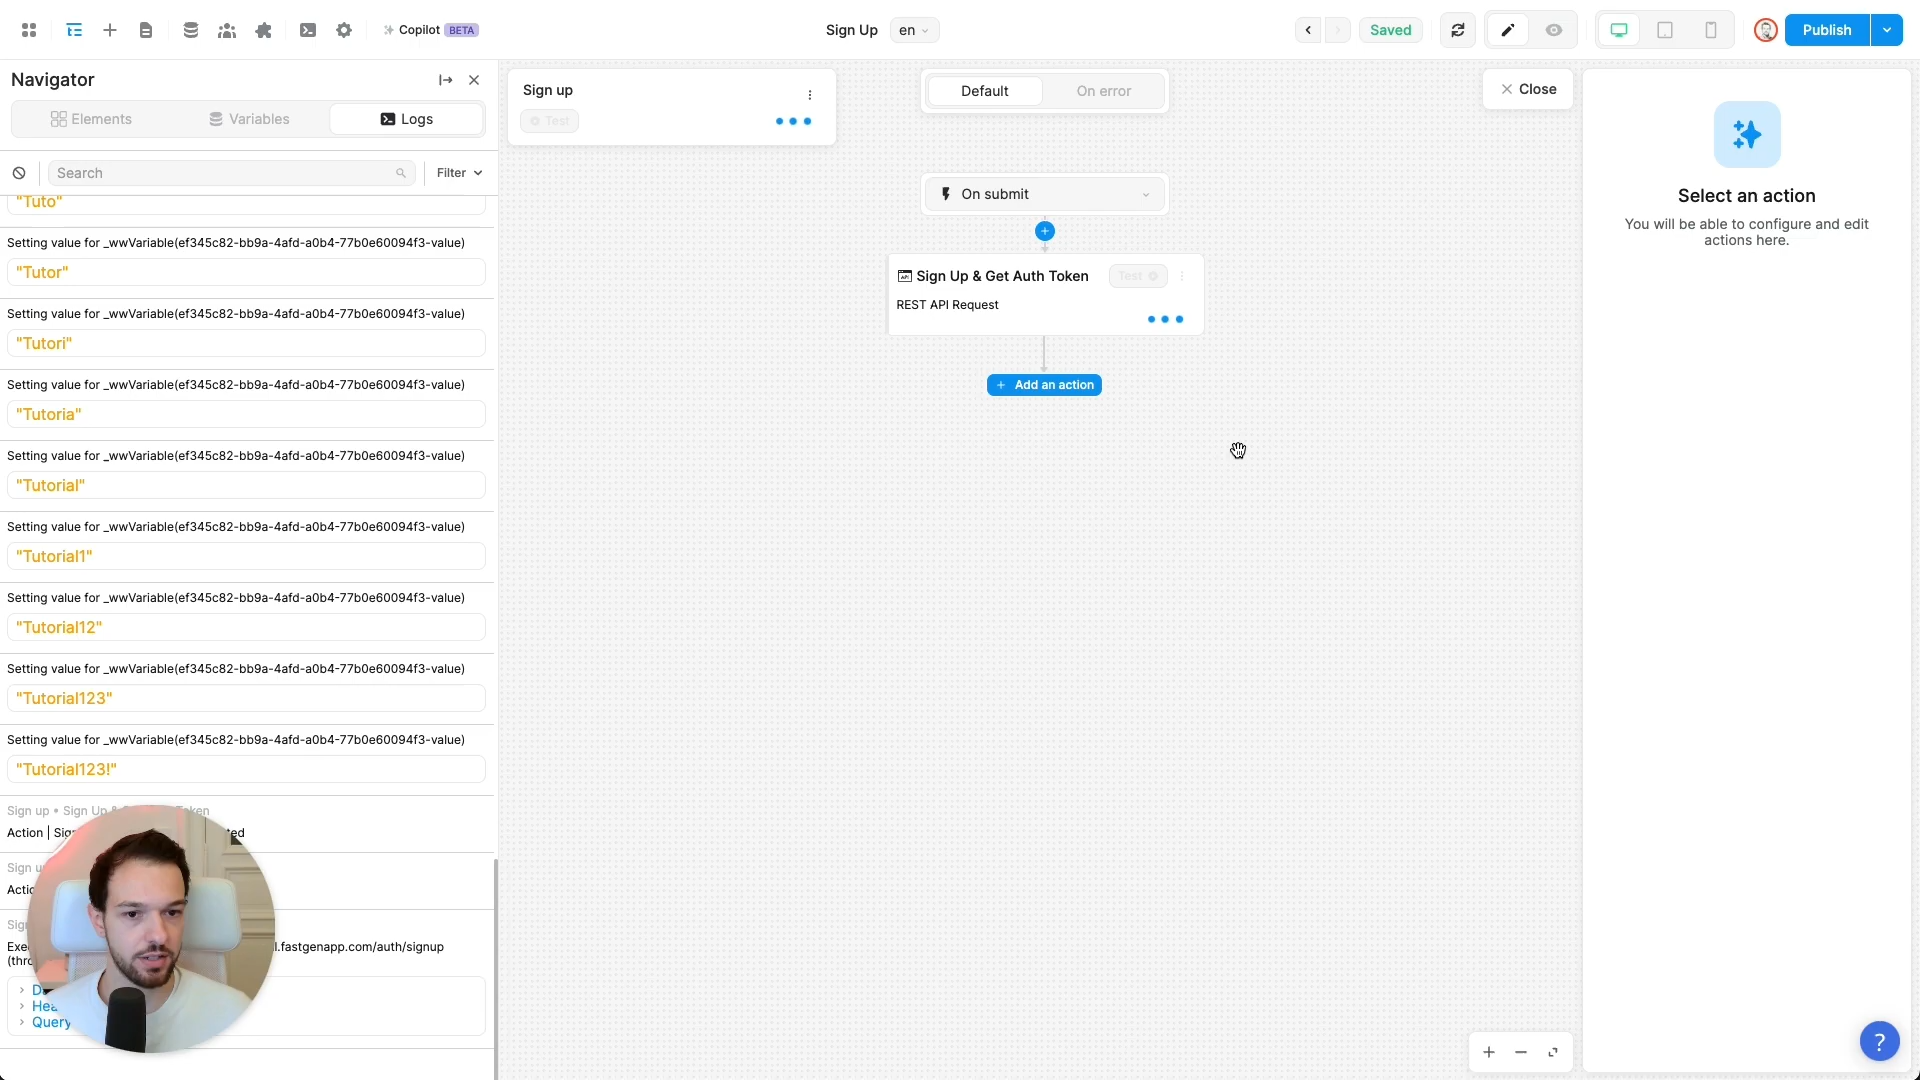 Copilot BETA
Sign Up
en
Saved
Publish
Navigator
Elements
Variables
Logs
Search
Filter
"Tuto"
Setting value for _wwVariable(ef345c82-bb9a-4afd-a0b4-77b0e60094f3-value)
"Tutor"
Setting value for _wwVariable(ef345c82-bb9a-4afd-a0b4-77b0e60094f3-value)
"Tutori"
Setting value for _wwVariable(ef345c82-bb9a-4afd-a0b4-77b0e60094f3-value)
"Tutoria"
Setting value for _wwVariable(ef345c82-bb9a-4afd-a0b4-77b0e60094f3-value)
"Tutorial"
Setting value for _wwVariable(ef345c82-bb9a-4afd-a0b4-77b0e60094f3-value)
"Tutorial1"
Setting value for _wwVariable(ef345c82-bb9a-4afd-a0b4-77b0e60094f3-value)
"Tutorial12"
Setting value for _wwVariable(ef345c82-bb9a-4afd-a0b4-77b0e60094f3-value)
"Tutorial123"
Setting value for _wwVariable(ef345c82-bb9a-4afd-a0b4-77b0e60094f3-value)
"Tutorial123!"
Sign up • Sign Up
Action |
l.fastgenapp.com/auth/signup
Query
Sign up
Test
Default
On error
On submit
Sign Up & Get Auth Token
Test
REST API Request
+ Add an action
Close
Select an action
You will be able to configure and edit
actions here.
?